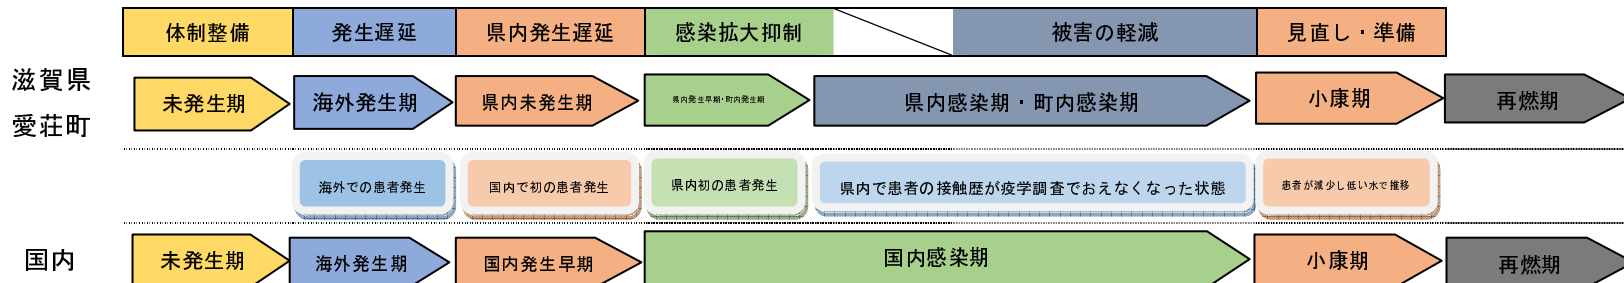 体制整備 発生遅延 県内発生遅延 感染拡大抑制 被害の軽減 見直し・準備
滋賀県
愛荘町
未発生期 海外発生期 県内未発生期 県内発生早期・町内発生期 県内感染期・町内感染期 小康期 再燃期
海外での患者発生 国内で初の患者発生 県内初の患者発生 県内で患者の接触歴が疫学調査でおえなくなった状態 患者が減少し低い水で推移
国内
未発生期 海外発生期 国内発生早期 国内感染期 小康期 再燃期